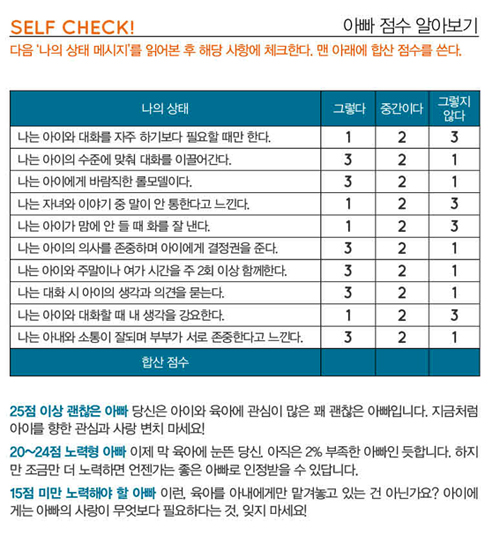 SELF CHECK! 아빠 점수 알아보기
다음 '나의 상태 메시지'를 읽어본 후 해당 사항에 체크한다. 맨 아래에 합산 점수를 쓴다.
나의 상태 그렇다 중간이다 그렇지 않다
나는 아이와 대화를 자주 하기보다 필요할 때만 한다. 1 2 3
나는 아이의 수준에 맞춰 대화를 이끌어간다. 3 2 1
나는 아이에게 바람직한 롤모델이다. 3 2 1
나는 자녀와 이야기 중 말이 안 통한다고 느낀다. 1 2 3
나는 아이가 맘에 안 들 때 화를 잘 낸다. 1 2 3
나는 아이의 의사를 존중하며 아이에게 결정권을 준다. 3 2 1
나는 아이와 주말이나 여가 시간을 주 2회 이상 함께한다. 3 2 1
나는 대화 시 아이의 생각과 의견을 묻는다. 3 2 1
나는 아이와 대화할 때 내 생각을 강요한다. 1 2 3
나는 아내와 소통이 잘되며 부부가 서로 존중한다고 느낀다. 3 2 1
합산 점수
25점 이상 괜찮은 아빠 당신은 아이와 육아에 관심이 많은 꽤 괜찮은 아빠입니다. 지금처럼
아이를 향한 관심과 사랑 변치 마세요!
20~24점 노력형 아빠 이제 막 육아에 눈뜬 당신. 아직은 2% 부족한 아빠인 듯합니다. 하지
만 조금만 더 노력하면 언젠가는 좋은 아빠로 인정받을 수 있답니다.
15점 미만 노력해야 할 아빠 이런, 육아를 아내에게만 맡겨놓고 있는 건 아닌가요? 아이에
게는 아빠의 사랑이 무엇보다 필요하다는 것, 잊지 마세요!